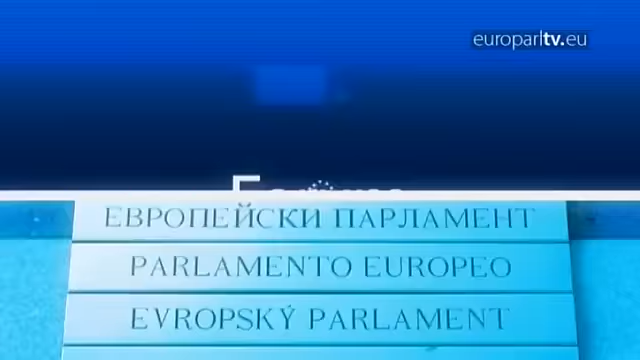 europarltv.eu
ЕВРОПЕЙСКИ ПАРЛАМЕНТ
PARLAMENTO EUROPEO
EVROPSKÝ PARLAMENT